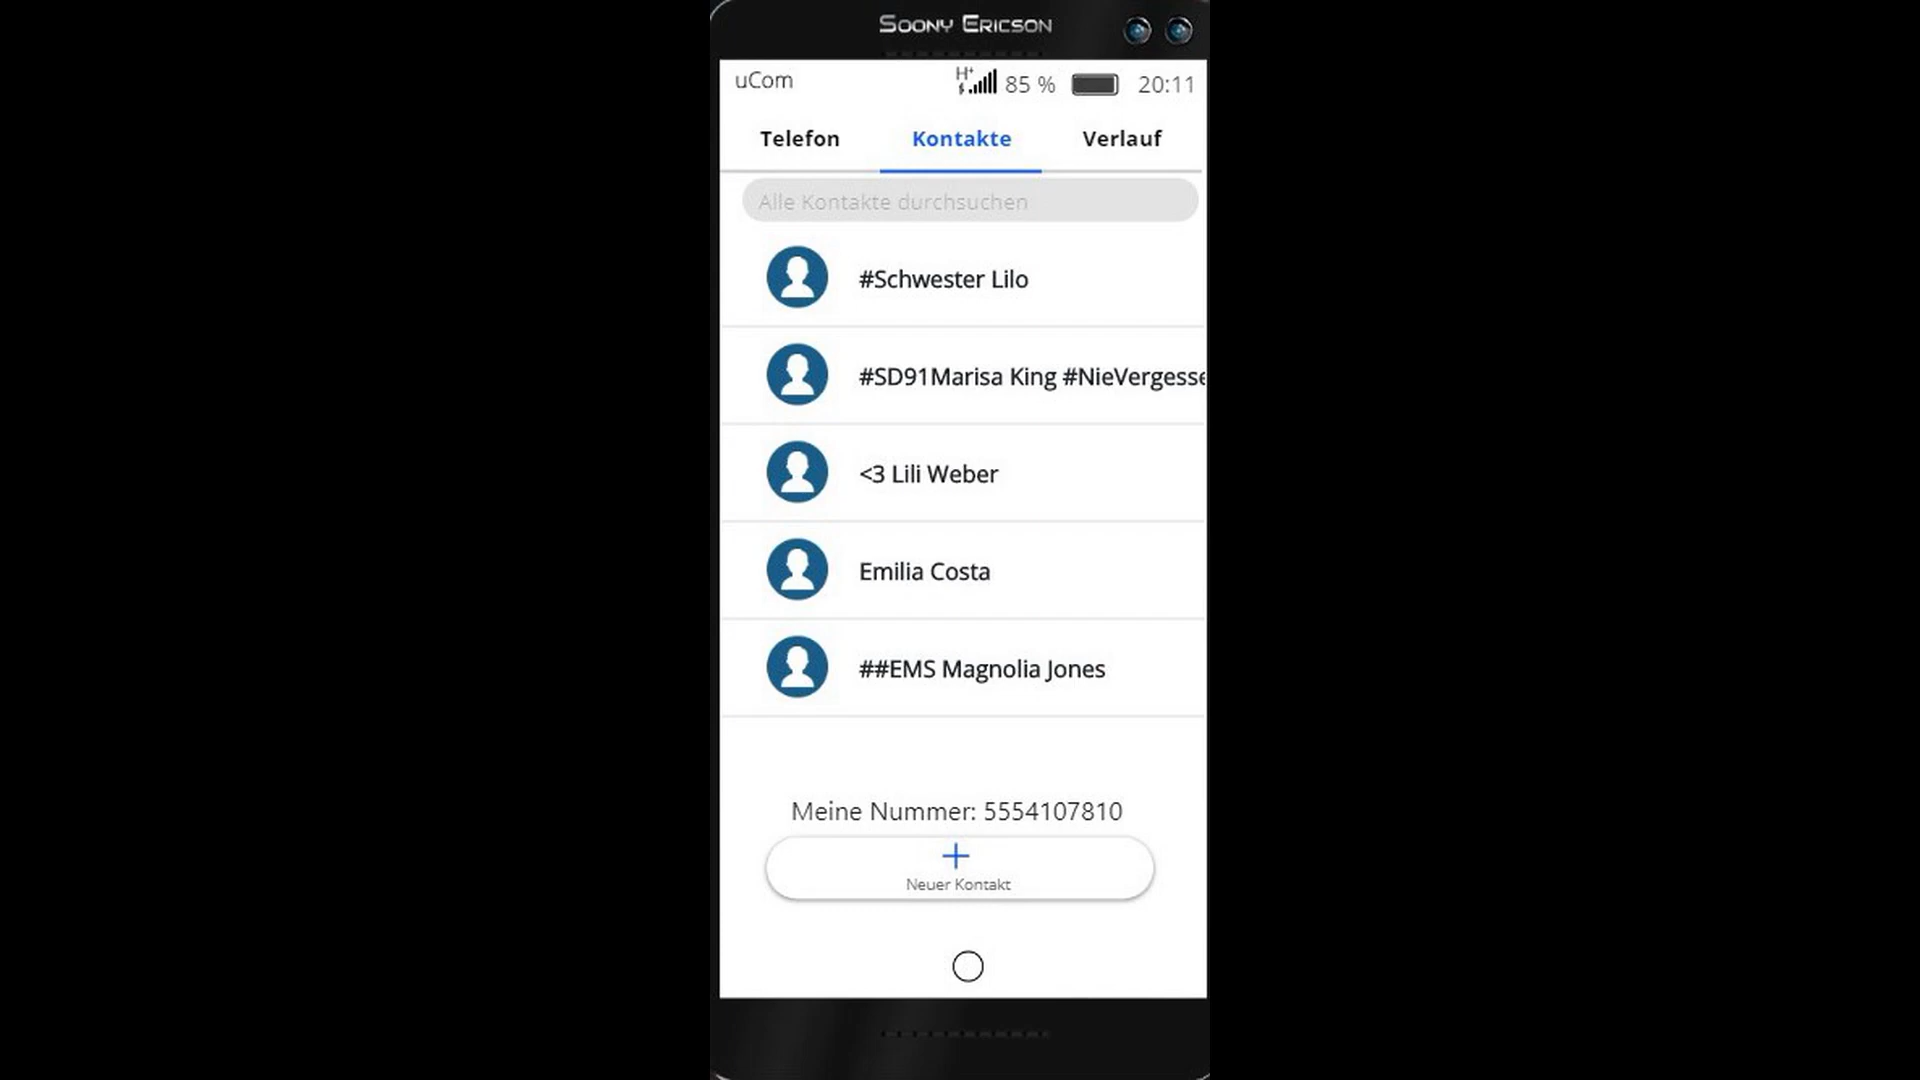 Soony Ericson
uCom H+ 85 % 20:11
Telefon Kontakte Verlauf
Alle Kontakte durchsuchen
#Schwester Lilo
#SD91Marisa King #NieVergesse
<3 Lili Weber
Emilia Costa
##EMS Magnolia Jones
Meine Nummer: 5554107810
Neuer Kontakt